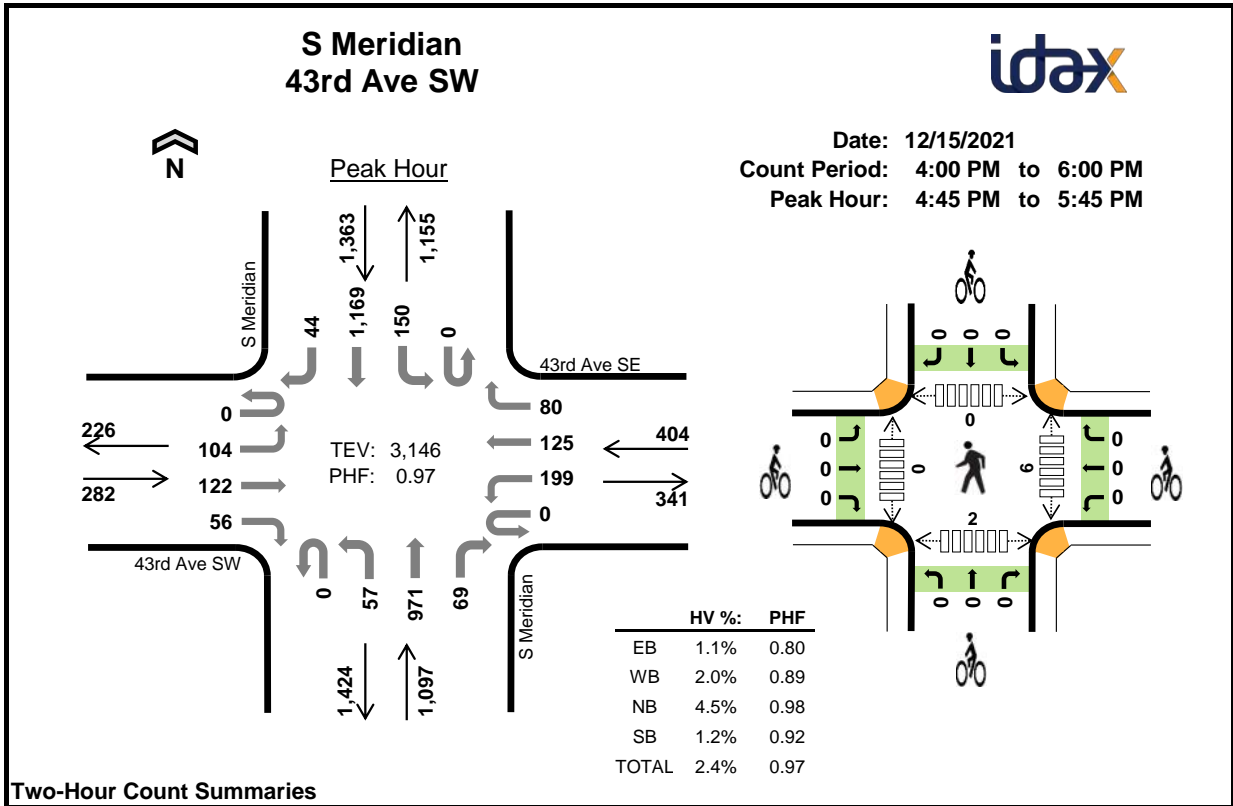 S Meridian
43rd Ave SW
idax
N
Peak Hour
Date: 12/15/2021
Count Period: 4:00 PM to 6:00 PM
Peak Hour: 4:45 PM to 5:45 PM
1,363
1,155
S Meridian
44
1,169
150
0
43rd Ave SE
0
104
122
56
226
282
TEV: 3,146
PHF: 0.97
80
125
199
0
404
341
43rd Ave SW
0
57
971
69
S Meridian
1,424
1,097
0 0 0
0
0
0
0
0
6
0
0
0
2
0 0 0
HV %: PHF
EB 1.1% 0.80
WB 2.0% 0.89
NB 4.5% 0.98
SB 1.2% 0.92
TOTAL 2.4% 0.97
Two-Hour Count Summaries